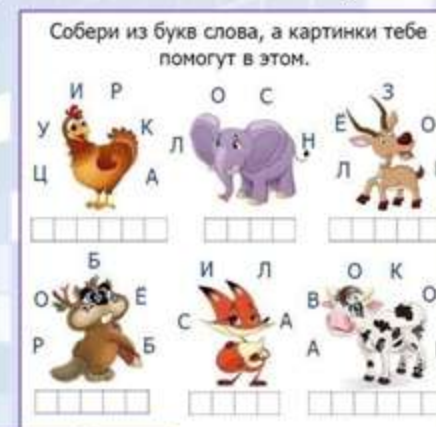 Собери из букв слова, а картинки тебе
помогут в этом.
И Р О С З
У К Л Н Ё О
Ц А Л
Б И Л О К
О Ё С А В О
Р Б А